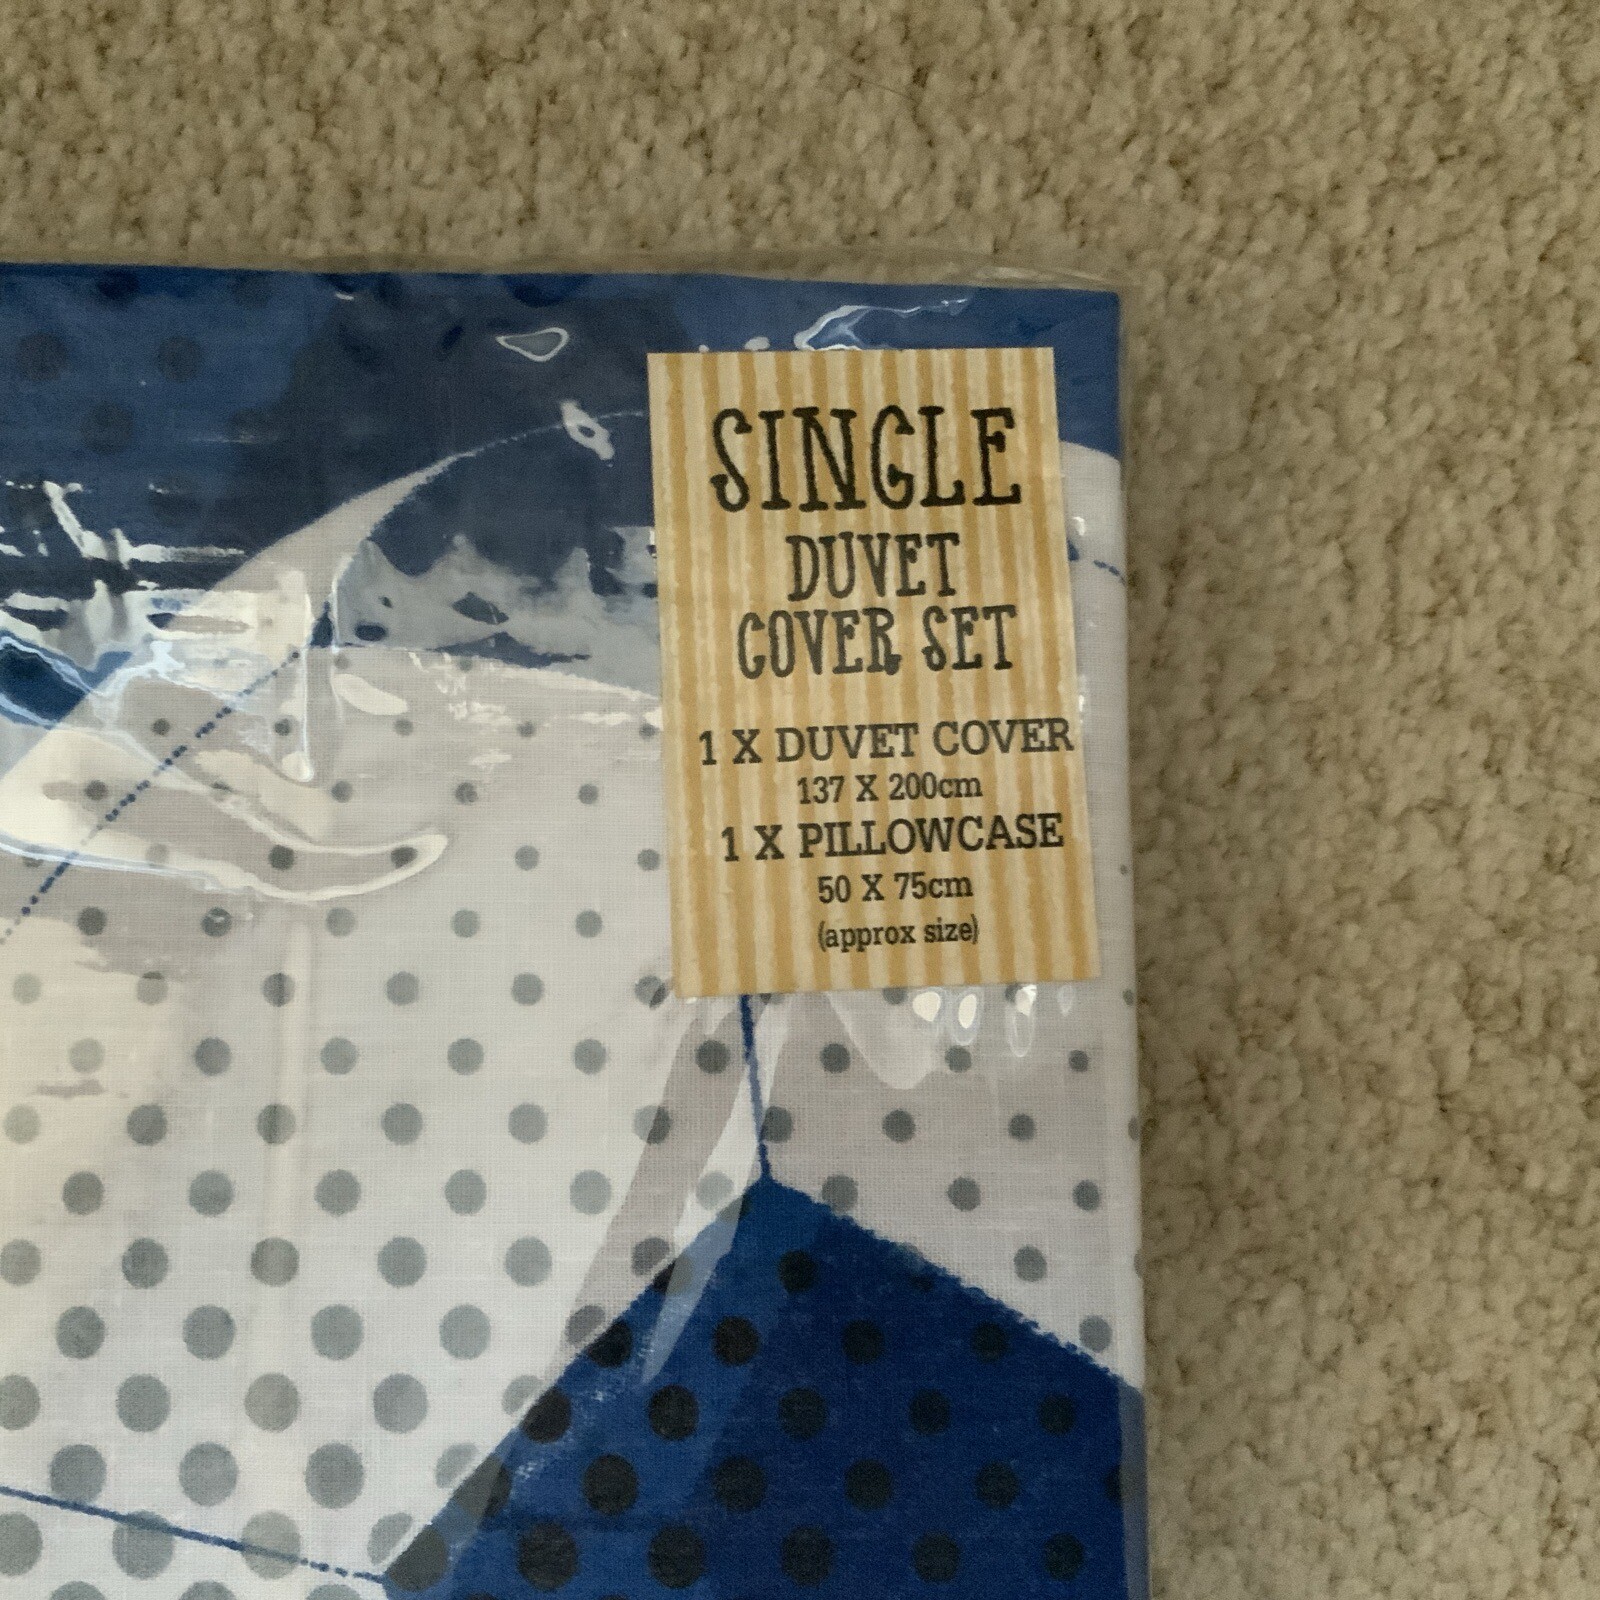 SINGLE
DUVET
COVER SET
1 X DUVET COVER
137 X 200cm
1 X PILLOWCASE
50 X 75cm
(approx size)